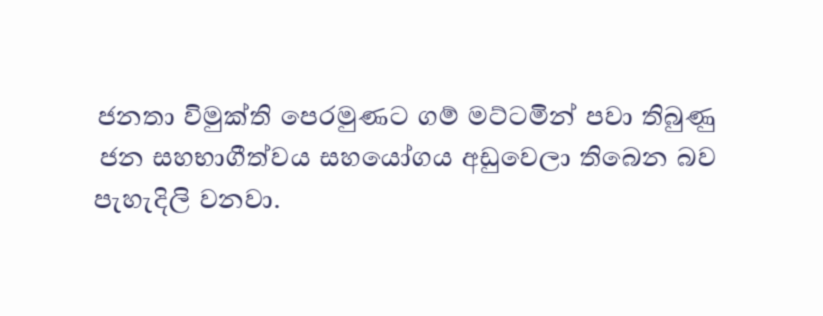 ජනතා විමුක්ති පෙරමුණට ගම් මට්ටමින් පවා තිබුණු
ජන සහභාගීත්වය සහයෝගය අඩුවෙලා තිබෙන බව
පැහැදිලි වනවා.